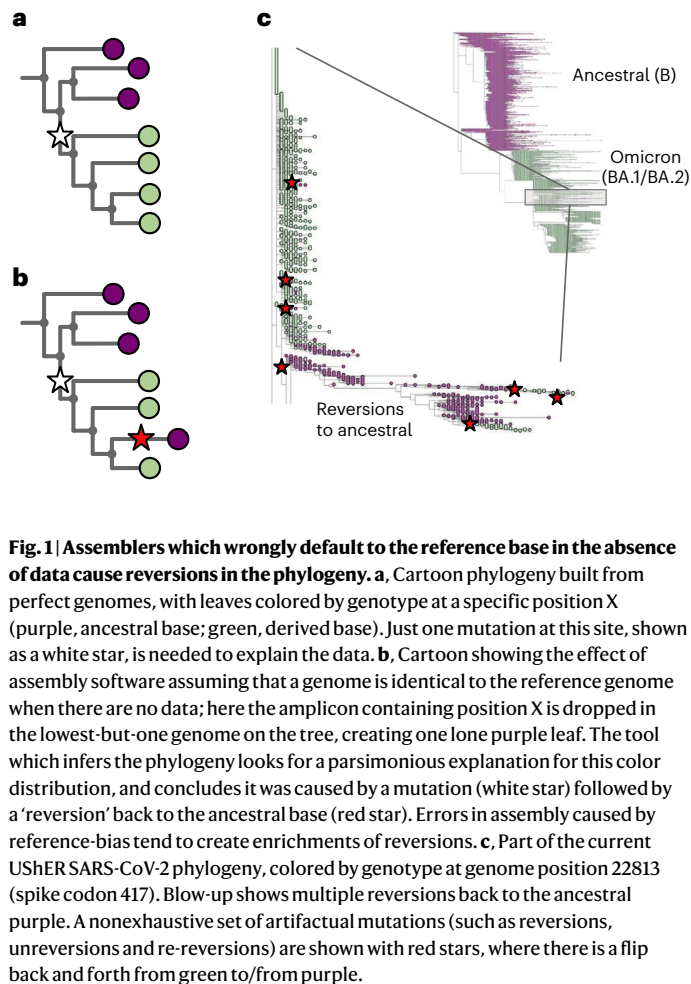 a
c
Ancestral (B)
Omicron
(BA.1/BA.2)
b
Reversions
to ancestral
Fig. 1 | Assemblers which wrongly default to the reference base in the absence
of data cause reversions in the phylogeny. a, Cartoon phylogeny built from
perfect genomes, with leaves colored by genotype at a specific position X
(purple, ancestral base; green, derived base). Just one mutation at this site, shown
as a white star, is needed to explain the data. b, Cartoon showing the effect of
assembly software assuming that a genome is identical to the reference genome
when there are no data; here the amplicon containing position X is dropped in
the lowest-but-one genome on the tree, creating one lone purple leaf. The tool
which infers the phylogeny looks for a parsimonious explanation for this color
distribution, and concludes it was caused by a mutation (white star) followed by
a ‘reversion’ back to the ancestral base (red star). Errors in assembly caused by
reference-bias tend to create enrichments of reversions. c, Part of the current
UShER SARS-CoV-2 phylogeny, colored by genotype at genome position 22813
(spike codon 417). Blow-up shows multiple reversions back to the ancestral
purple. A nonexhaustive set of artifactual mutations (such as reversions,
unreversions and re-reversions) are shown with red stars, where there is a flip
back and forth from green to/from purple.